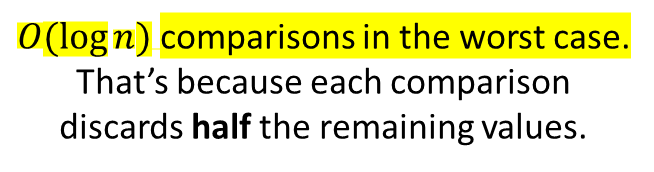 O(log n) comparisons in the worst case.
That’s because each comparison
discards half the remaining values.